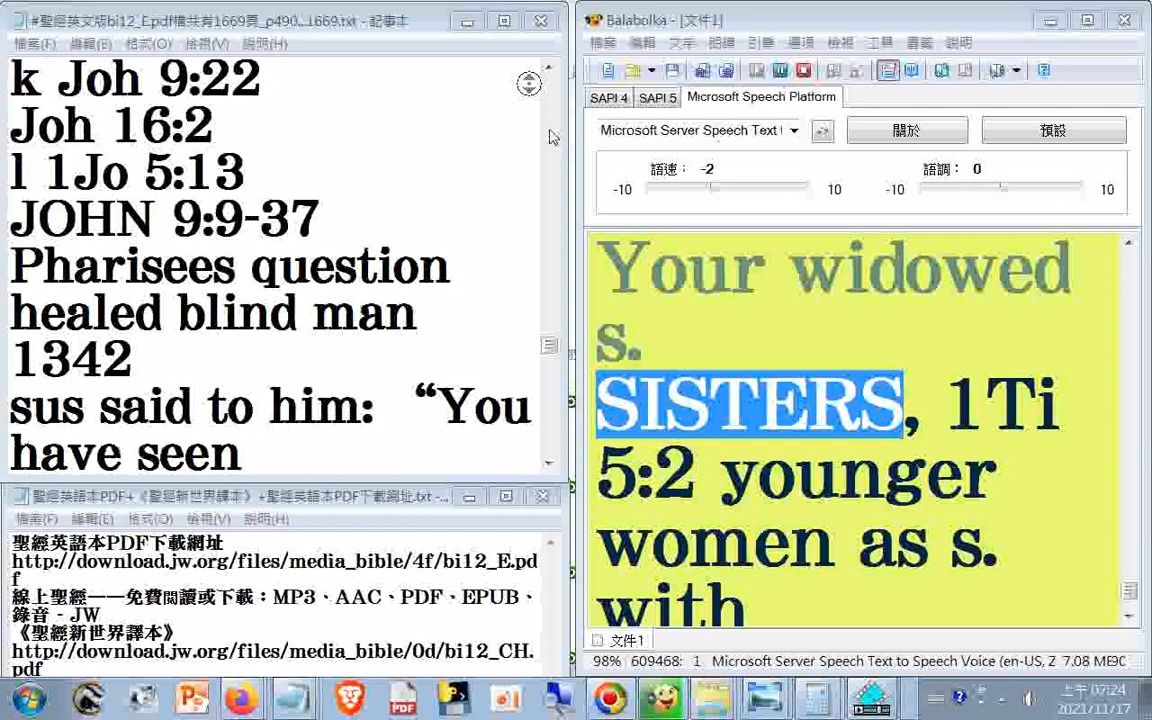 #聖經英文版bi12_E.pdf檔共有1669頁_p490...1669.txt - 記事本
檔案(F) 編輯(E) 格式(O) 檢視(V) 說明(H)
k Joh 9:22
Joh 16:2
l 1Jo 5:13
JOHN 9:9-37
Pharisees question
healed blind man
1342
sus said to him: “You
have seen
聖經英語本PDF+《聖經新世界譯本》+聖經英語本PDF下載網址.txt - ...
檔案(F) 編輯(E) 格式(O) 檢視(V) 說明(H)
聖經英語本PDF下載網址
http://download.jw.org/files/media_bible/4f/bi12_E.pd
f
線上聖經——免費閱讀或下載：MP3、AAC、PDF、EPUB、
錄音 - JW
《聖經新世界譯本》
http://download.jw.org/files/media_bible/0d/bi12_CH.
pdf
Balabolka - [文件1]
檔案 編輯 文字 朗讀 引擎 選項 檢視 工具 書籤 說明
SAPI 4 SAPI 5 Microsoft Speech Platform
Microsoft Server Speech Text 關於 預設
語速： -2 語調： 0
-10 10 -10 10
Your widowed
s.
SISTERS, 1Ti
5:2 younger
women as s.
with
文件1
98% 609468: 1 Microsoft Server Speech Text to Speech Voice (en-US, Z 7.08
PDF
上午 07:24
2021/11/17